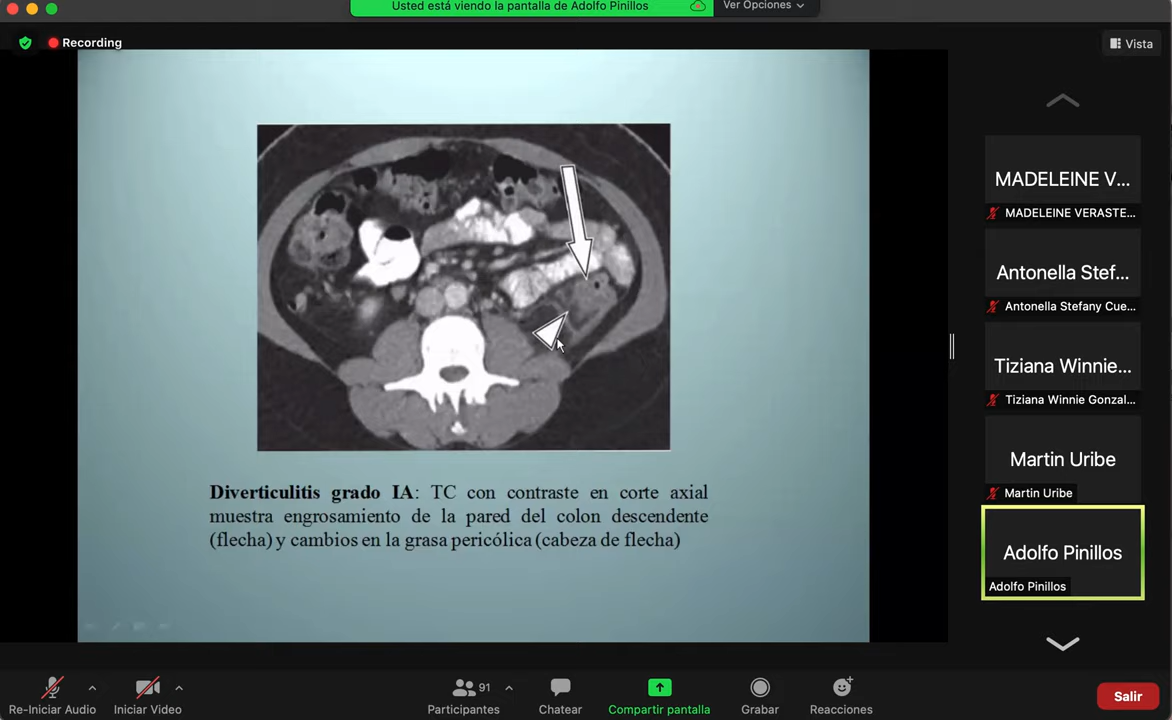 Usted está viendo la pantalla de Adolfo Pinillos
Ver Opciones
Recording
Vista
MADELEINE V...
MADELEINE VERASTE...
Antonella Stef...
Antonella Stefany Cue...
Tiziana Winnie...
Tiziana Winnie Gonzal...
Martin Uribe
Martin Uribe
Adolfo Pinillos
Adolfo Pinillos
Diverticulitis grado IA: TC con contraste en corte axial
muestra engrosamiento de la pared del colon descendente
(flecha) y cambios en la grasa pericólica (cabeza de flecha)
Re-Iniciar Audio
Iniciar Video
91
Participantes
Chatear
Compartir pantalla
Grabar
Reacciones
Salir